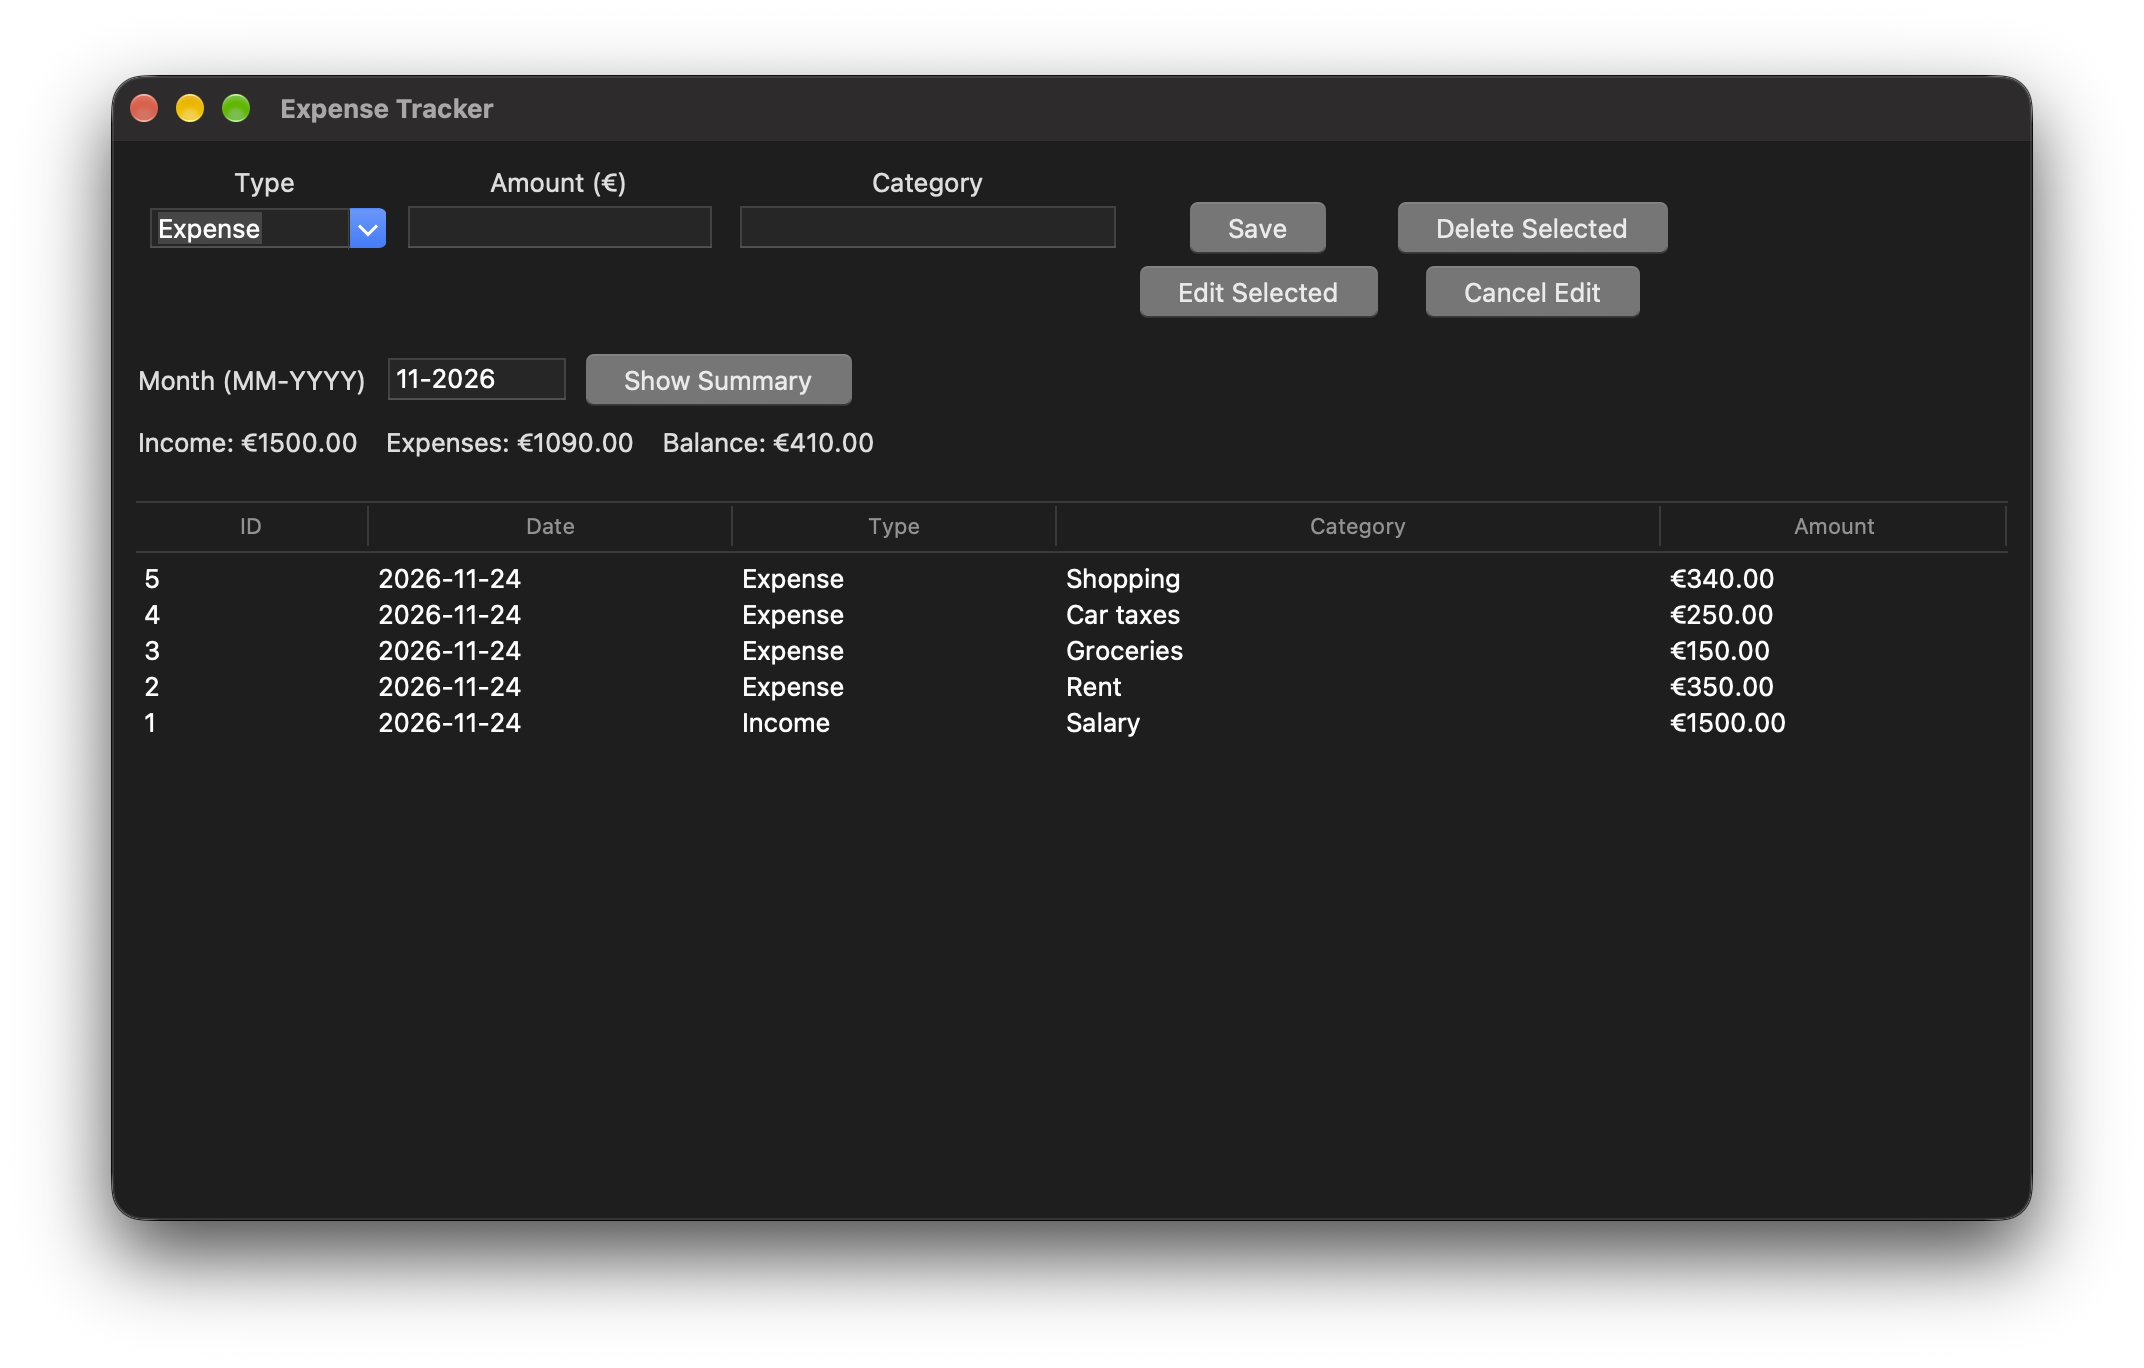 Expense Tracker
Type Amount (€) Category
Expense Save Delete Selected
Edit Selected Cancel Edit
Month (MM-YYYY) 11-2026 Show Summary
Income: €1500.00 Expenses: €1090.00 Balance: €410.00
ID Date Type Category Amount
5 2026-11-24 Expense Shopping €340.00
4 2026-11-24 Expense Car taxes €250.00
3 2026-11-24 Expense Groceries €150.00
2 2026-11-24 Expense Rent €350.00
1 2026-11-24 Income Salary €1500.00